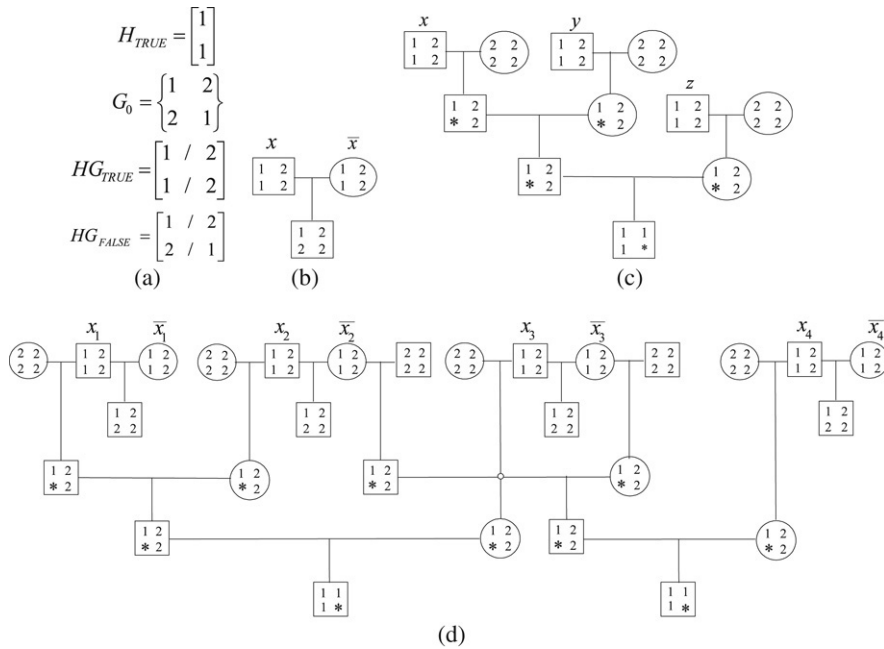 H_TRUE = [1
1]
G_0 = {1 2
2 1}
HG_TRUE = [1 / 2
1 / 2]
HG_FALSE = [1 / 2
2 / 1]
(a)
x x̅
1 2 1 2
1 2 1 2
1 2
2 2
(b)
x y
1 2 2 2 1 2 2 2
1 2 2 2 1 2 2 2
z
1 2 1 2 1 2 2 2
* 2 * 2 1 2 2 2
1 2 1 2
* 2 * 2
1 1
1 *
(c)
x_1 x̅_1 x_2 x̅_2 x_3 x̅_3 x_4 x̅_4
2 2 1 2 1 2 2 2 1 2 1 2 2 2 2 2 1 2 1 2 2 2 2 2 1 2 1 2
2 2 1 2 1 2 2 2 1 2 1 2 2 2 2 2 1 2 1 2 2 2 2 2 1 2 1 2
1 2 1 2 1 2 1 2
2 2 2 2 2 2 2 2
1 2 1 2 1 2 1 2
* 2 * 2 * 2 * 2
1 2 1 2 1 2 1 2
* 2 * 2 * 2 * 2
1 1 1 1
1 * 1 *
(d)